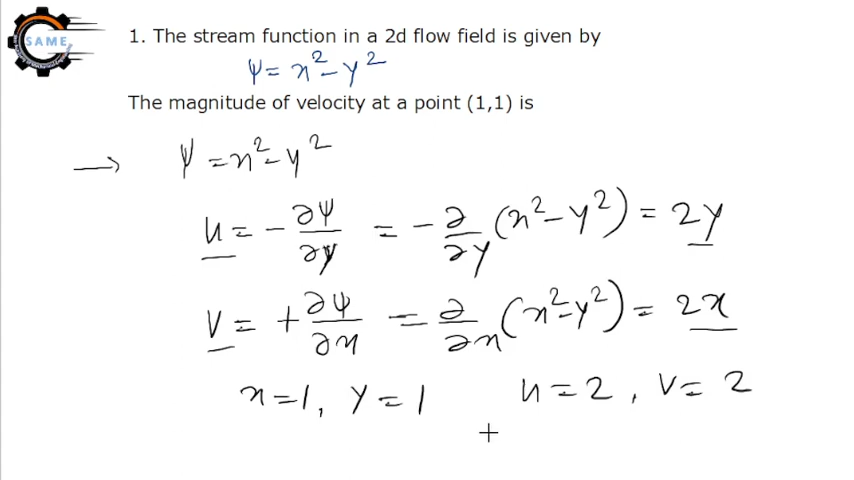 SAME
1. The stream function in a 2d flow field is given by
ψ = x² - y²
The magnitude of velocity at a point (1,1) is
→ ψ = x² - y²
u = - ∂ψ/∂y = - ∂/∂y (x² - y²) = 2y
v = + ∂ψ/∂x = ∂/∂x (x² - y²) = 2x
x = 1, y = 1 u = 2, v = 2